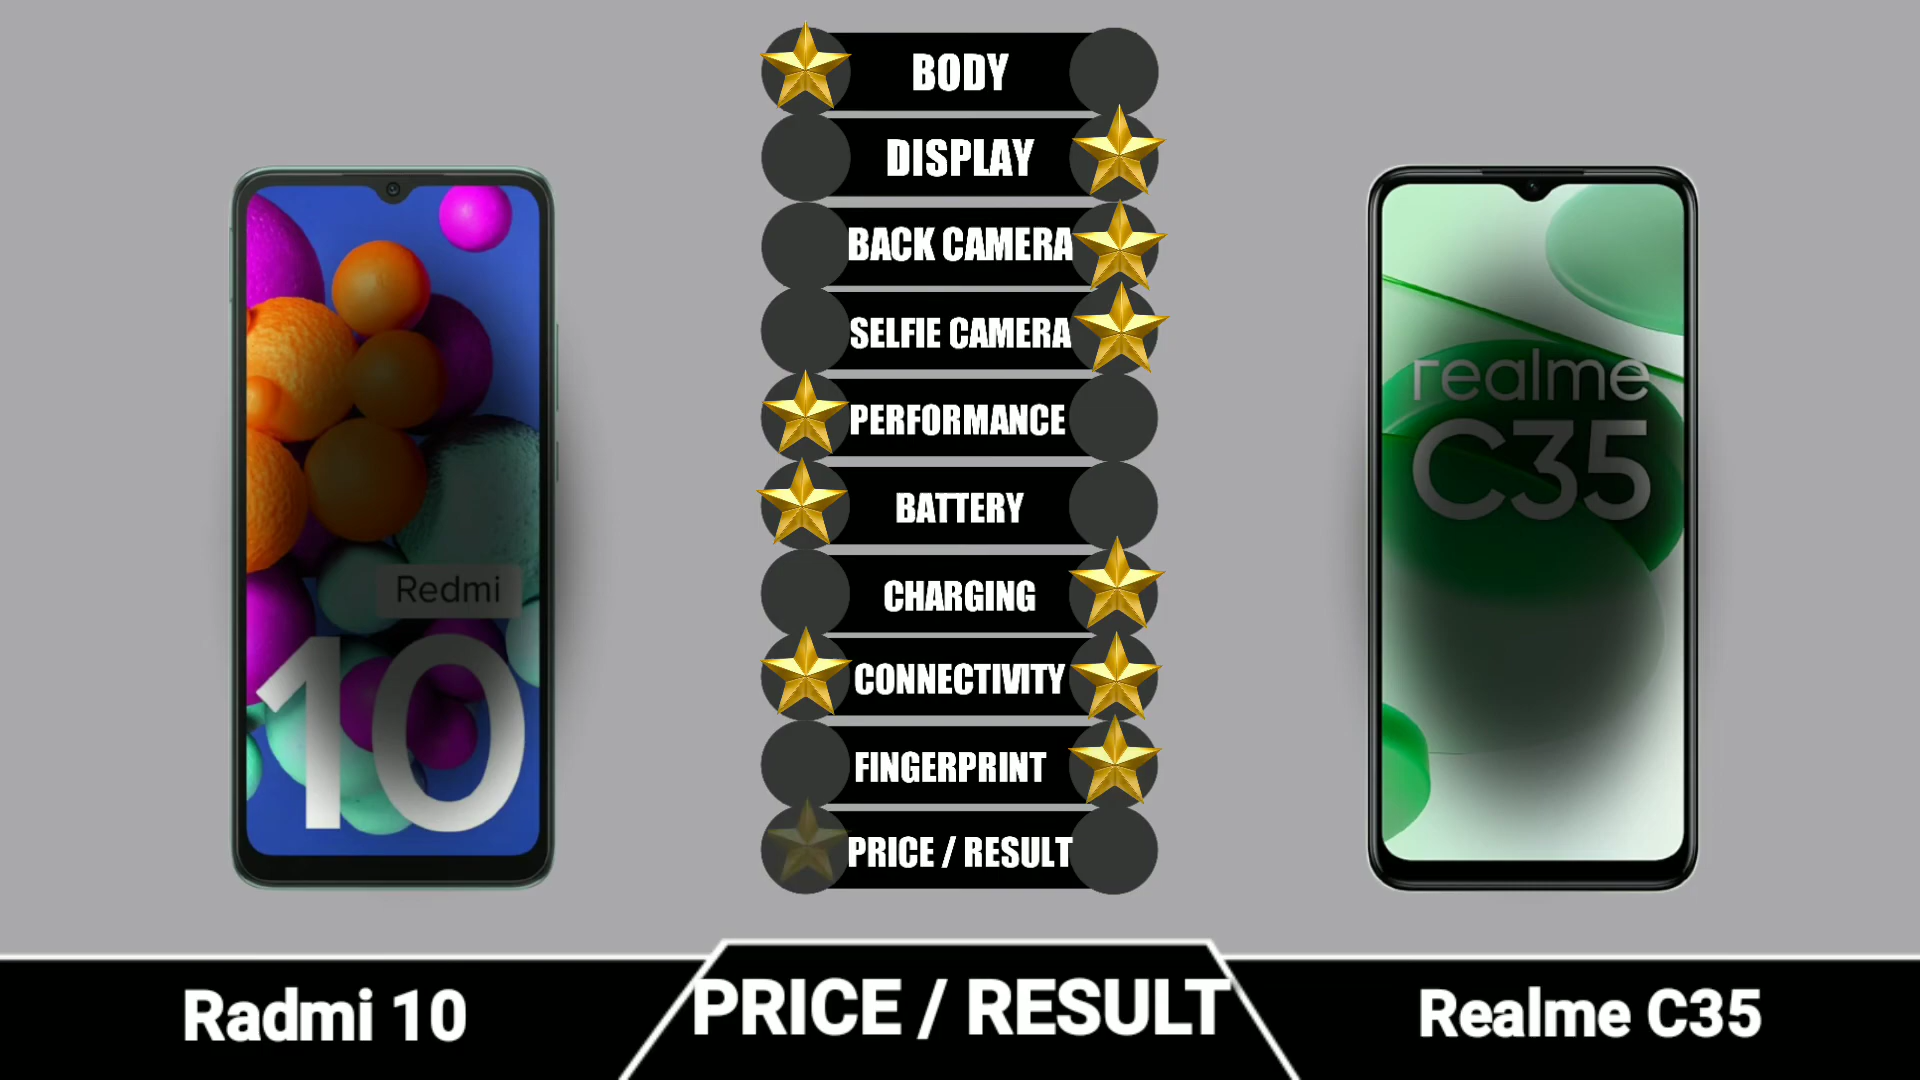 BODY
DISPLAY
BACK CAMERA
SELFIE CAMERA
PERFORMANCE
BATTERY
CHARGING
CONNECTIVITY
FINGERPRINT
PRICE / RESULT
Redmi
10
realme
C35
Radmi 10
PRICE / RESULT
Realme C35